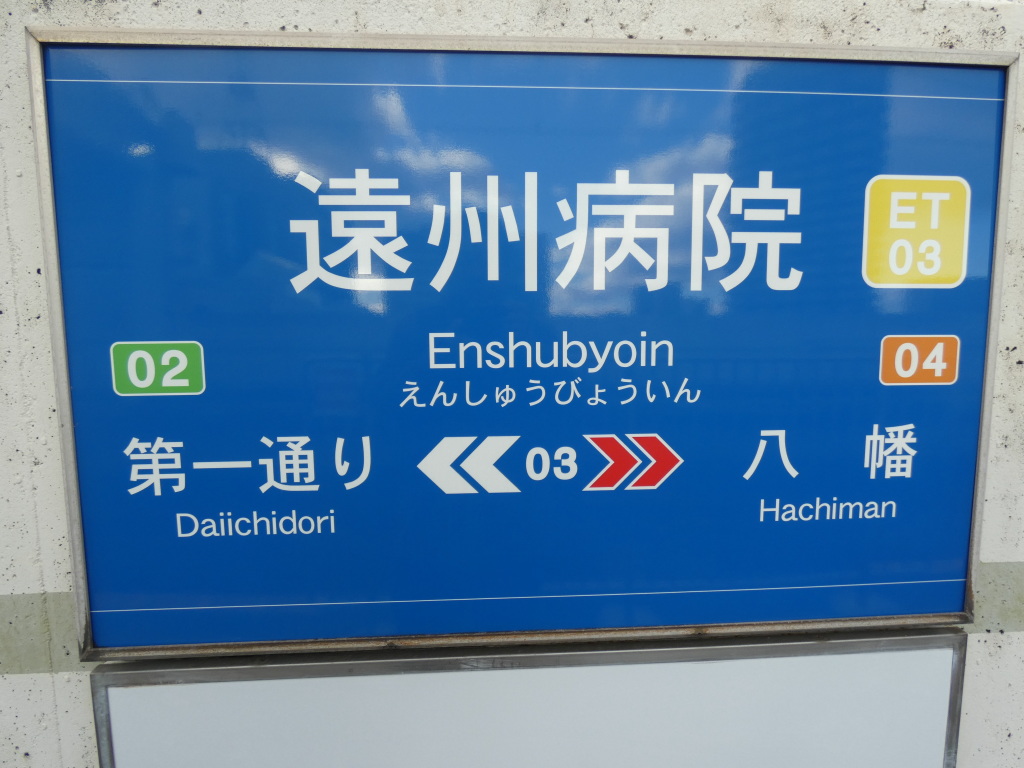 遠州病院
ET
03
Enshubyoin
えんしゅうびょういん
02
04
第一通り
03
八幡
Daiichidori
Hachiman